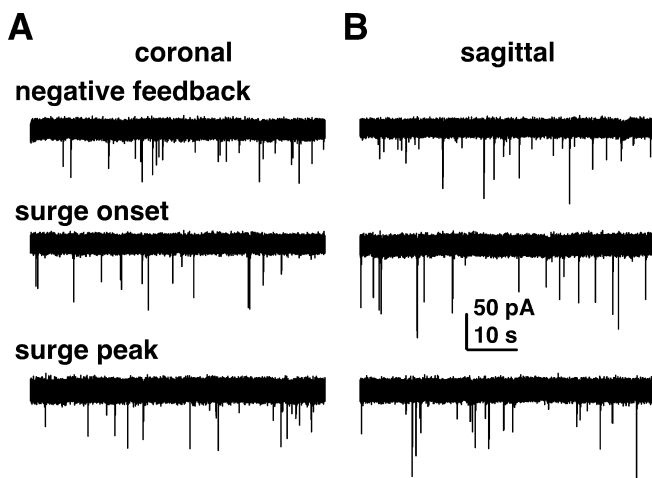 A
B
coronal
sagittal
negative feedback
surge onset
50 pA
10 s
surge peak